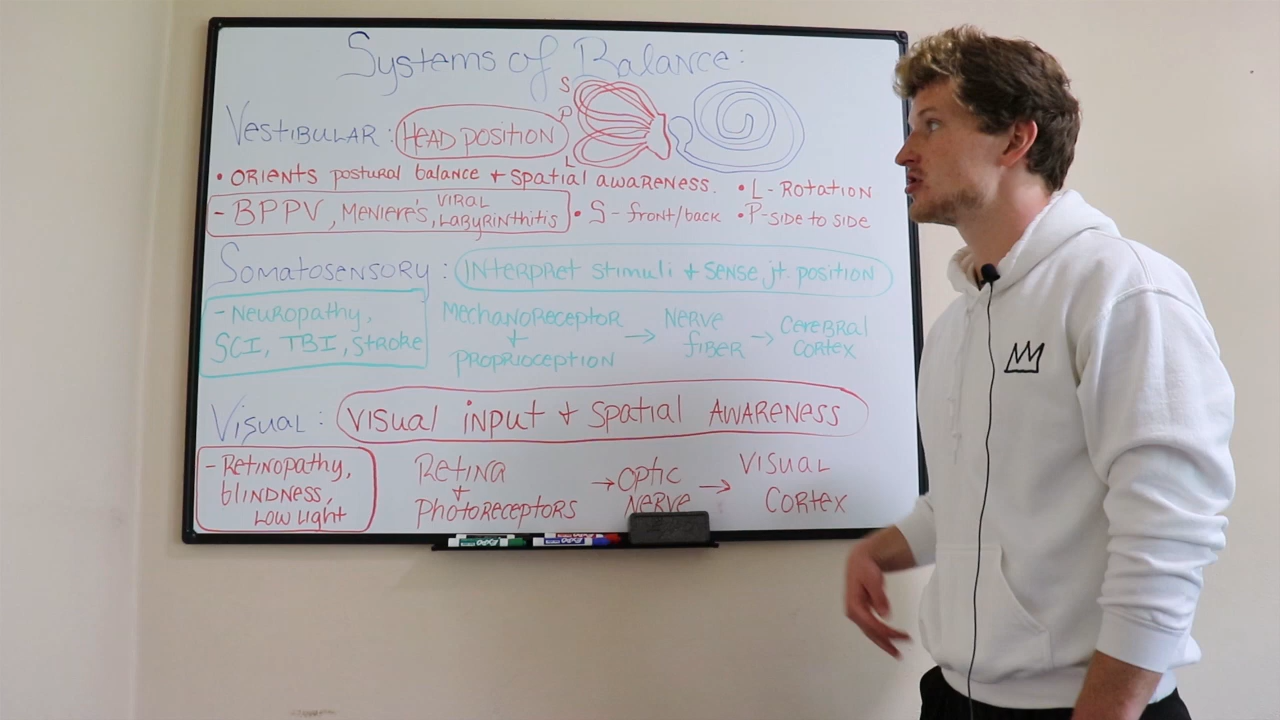 Systems of Balance:
S
P
L
Vestibular: Head position
• Orients postural balance + spatial awareness.
• L - Rotation
- BPPV, Meniere's, Viral Labyrinthitis
• S - front/back
• P - side to side
Somatosensory: Interpret stimuli + sense jt. position
- Neuropathy,
SCI, TBI, Stroke
Mechanoreceptor
+
Proprioception
→ Nerve
fiber
→ Cerebral
Cortex
Visual: Visual input + Spatial Awareness
- Retinopathy,
blindness,
Low light
Retina
+
Photoreceptors
→ Optic
Nerve
→ Visual
Cortex